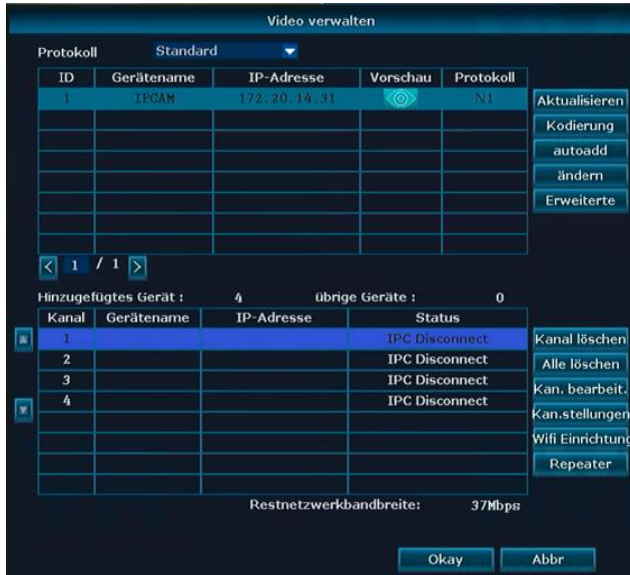 Video verwalten
Protokoll Standard
ID Gerätename IP-Adresse Vorschau Protokoll
1 IPCAM 172.20.14.31 N1
Aktualisieren
Kodierung
autoadd
ändern
Erweiterte
< 1 / 1 >
Hinzugefügtes Gerät : 4 übrige Geräte : 0
Kanal Gerätename IP-Adresse Status
1 IPC Disconnect Kanal löschen
2 IPC Disconnect Alle löschen
3 IPC Disconnect Kan. bearbeit.
4 IPC Disconnect Kan.stellungen
Wifi Einrichtung
Repeater
Restnetzwerkbandbreite: 37Mbps
Okay Abbr